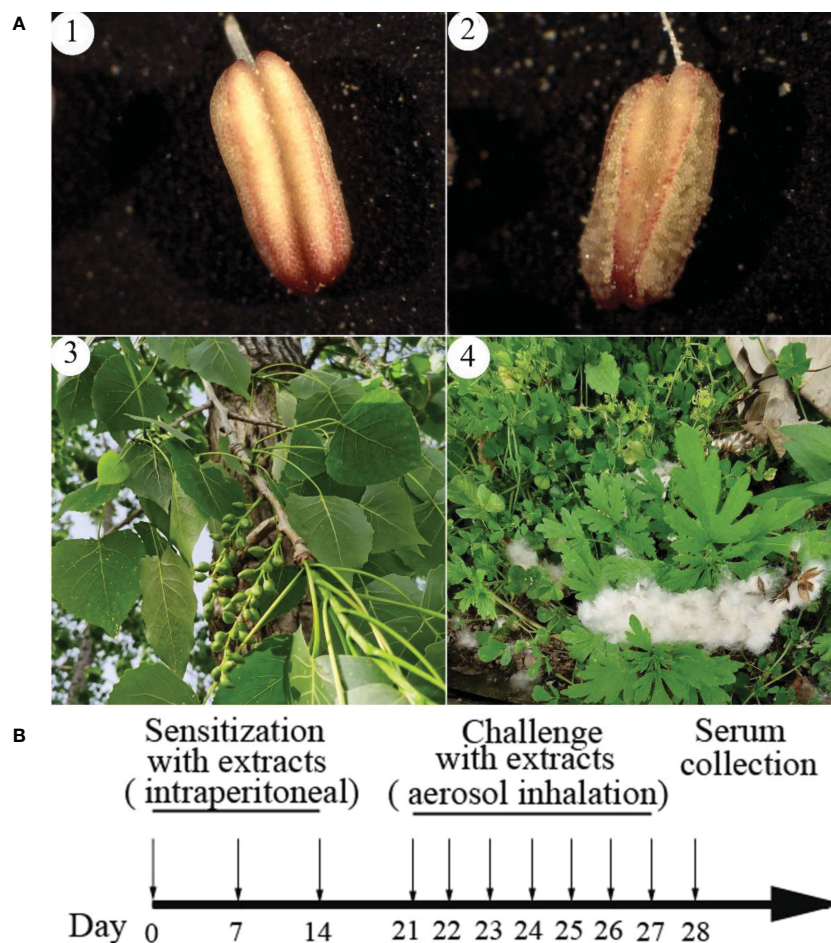 A
1
2
3
4
B
Sensitization
with extracts
( intraperitoneal)
Challenge
with extracts
( aerosol inhalation)
Serum
collection
Day 0 7 14 21 22 23 24 25 26 27 28